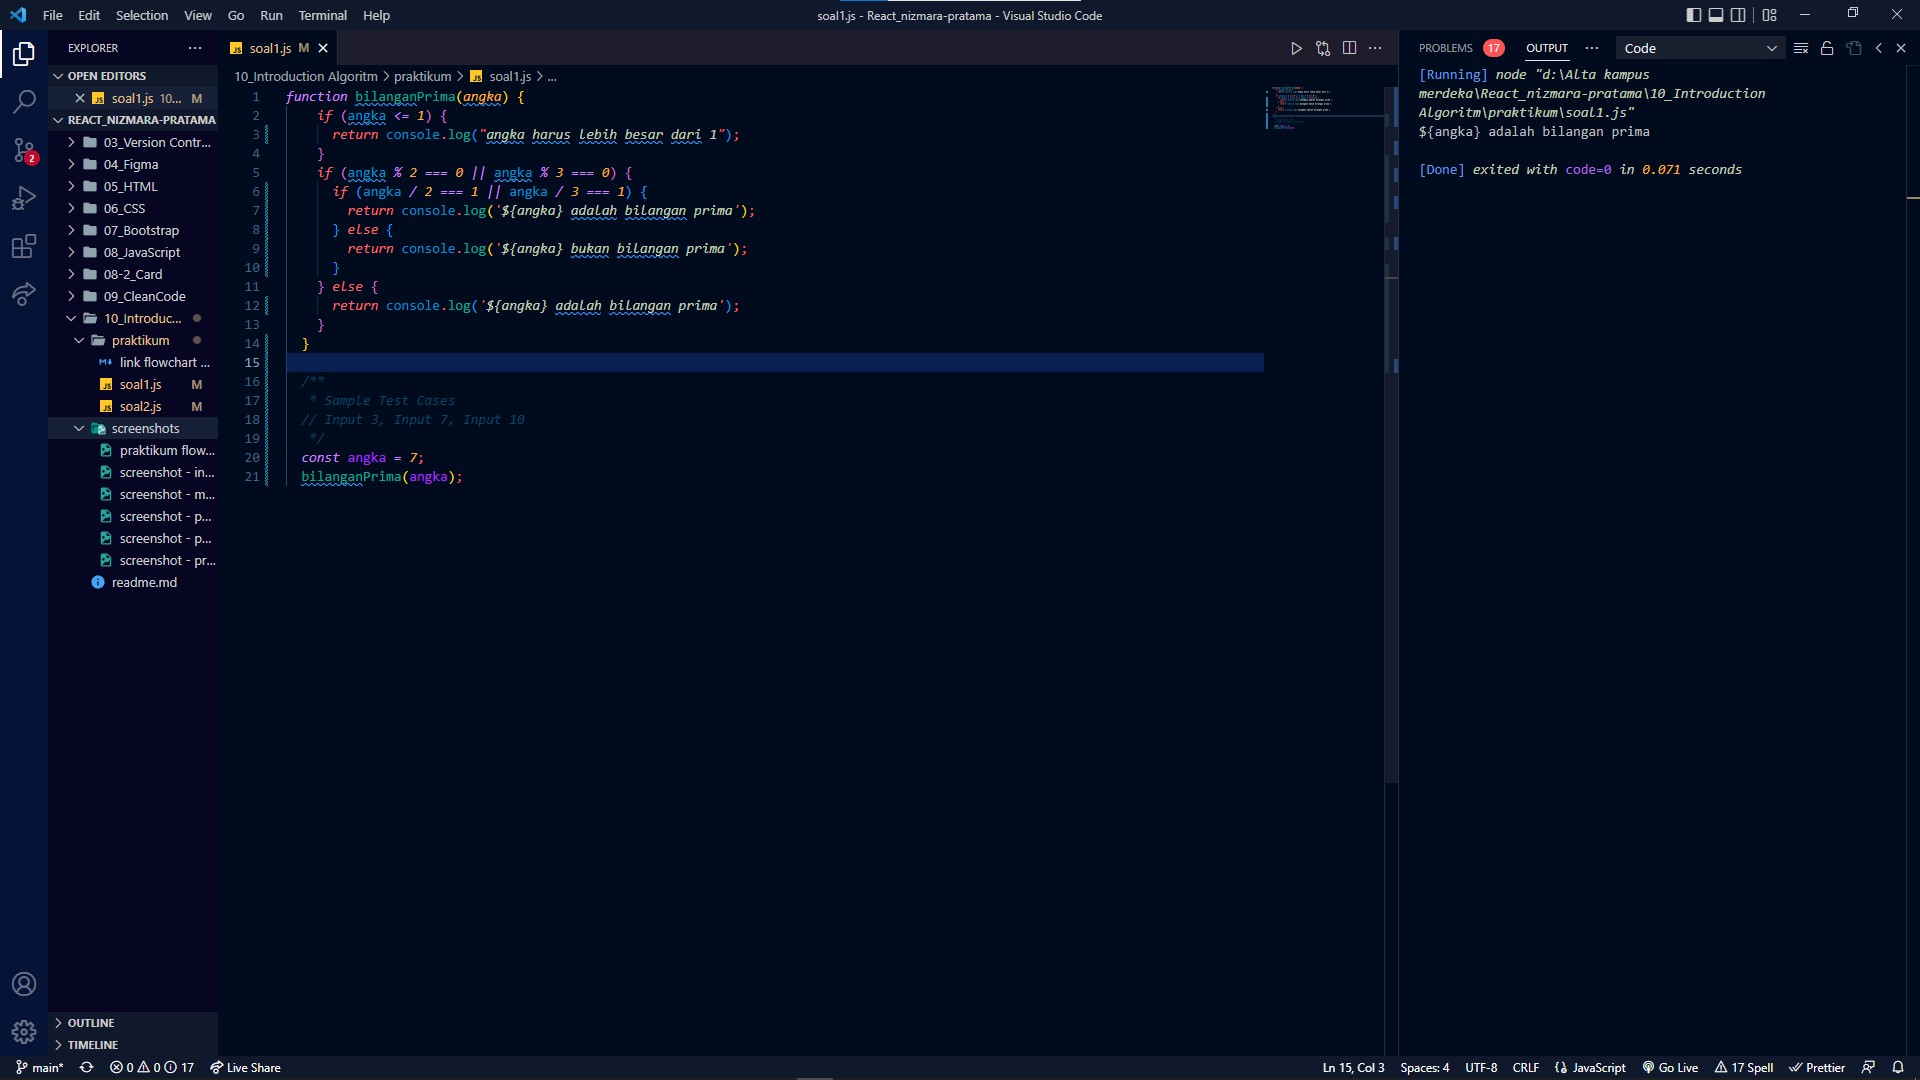 File Edit Selection View Go Run Terminal Help
soal1.js - React_nizmara-pratama - Visual Studio Code
EXPLORER
OPEN EDITORS
soal1.js 10... M
REACT_NIZMARA-PRATAMA
03_Version Contr...
04_Figma
05_HTML
06_CSS
07_Bootstrap
08_JavaScript
08-2_Card
09_CleanCode
10_Introduc...
praktikum
link flowchart ...
soal1.js M
soal2.js M
screenshots
praktikum flow...
screenshot - in...
screenshot - m...
screenshot - p...
screenshot - p...
screenshot - pr...
readme.md
OUTLINE
TIMELINE
soal1.js M
10_Introduction Algoritm > praktikum > soal1.js > ...
1 function bilanganPrima(angka) {
2 if (angka <= 1) {
3 return console.log("angka harus lebih besar dari 1");
4 }
5 if (angka % 2 === 0 || angka % 3 === 0) {
6 if (angka / 2 === 1 || angka / 3 === 1) {
7 return console.log('${angka} adalah bilangan prima');
8 } else {
9 return console.log('${angka} bukan bilangan prima');
10 }
11 } else {
12 return console.log('${angka} adalah bilangan prima');
13 }
14 }
15
16 /**
17 * Sample Test Cases
18 // Input 3, Input 7, Input 10
19 */
20 const angka = 7;
21 bilanganPrima(angka);
PROBLEMS 17 OUTPUT Code
[Running] node "d:\Alta kampus
merdeka\React_nizmara-pratama\10_Introduction
Algoritm\praktikum\soal1.js"
${angka} adalah bilangan prima
[Done] exited with code=0 in 0.071 seconds
2
main* 0 0 17 Live Share
Ln 15, Col 3 Spaces: 4 UTF-8 CRLF JavaScript Go Live 17 Spell Prettier